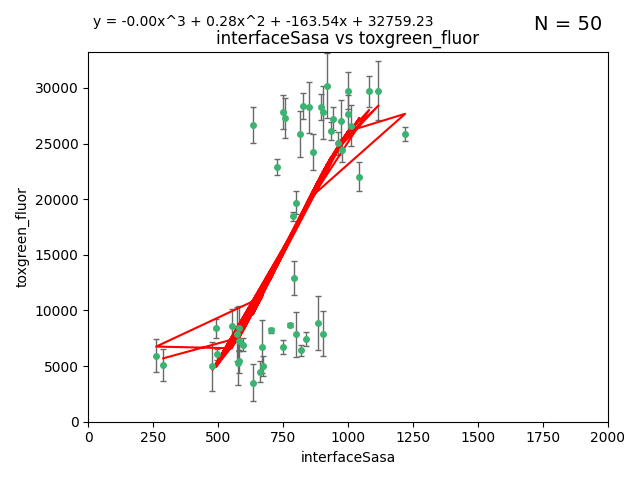 y = -0.00x^3 + 0.28x^2 + -163.54x + 32759.23
N = 50
interfaceSasa vs toxgreen_fluor
30000
25000
20000
15000
10000
5000
0
toxgreen_fluor
0 250 500 750 1000 1250 1500 1750 2000
interfaceSasa